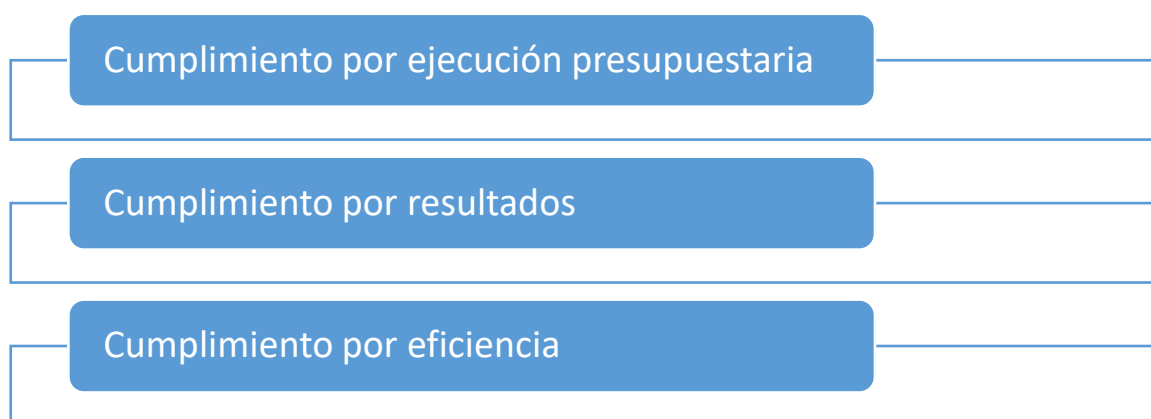 Cumplimiento por ejecución presupuestaria
Cumplimiento por resultados
Cumplimiento por eficiencia